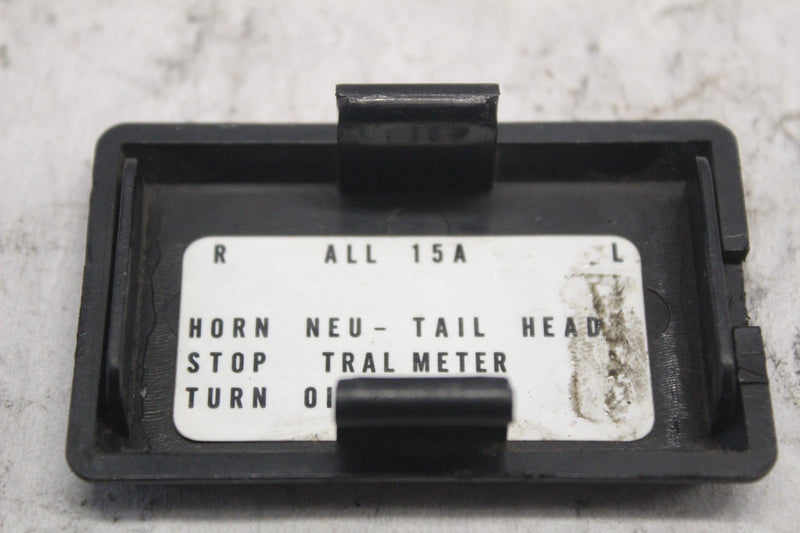 R ALL 15A L
HORN NEU- TAIL HEAD
STOP TRAL METER
TURN